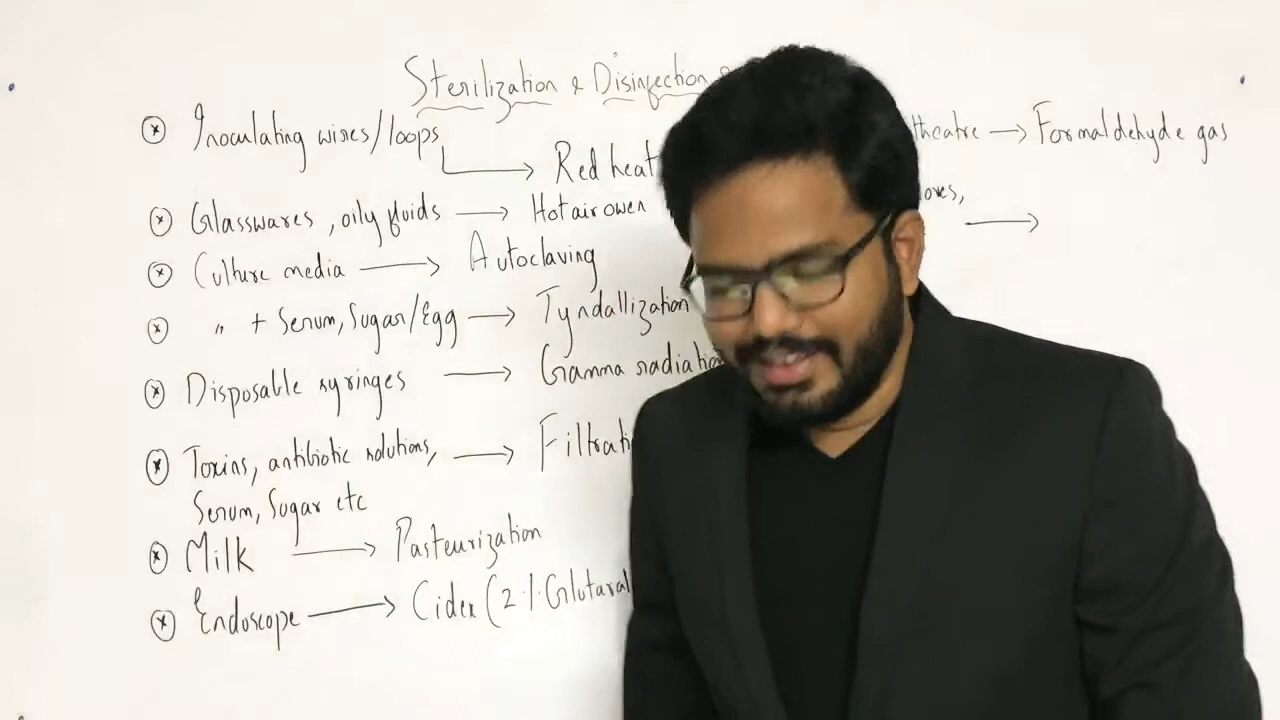 Sterilization & Disinfection
Inoculating wires/loops
Red heat
Glasswares, oily fluids → Hot air owen
Culture media → Autoclaving
" + Serum, Sugar/Egg → Tyndallization
Disposable syringes → Gamma radiation
Toxins, antibiotic solutions, → Filtrati
Serum, Sugar etc
Milk → Pasteurization
Endoscope → Cidex (2%. Glutaral
theatre → Formaldehyde gas
oves, →